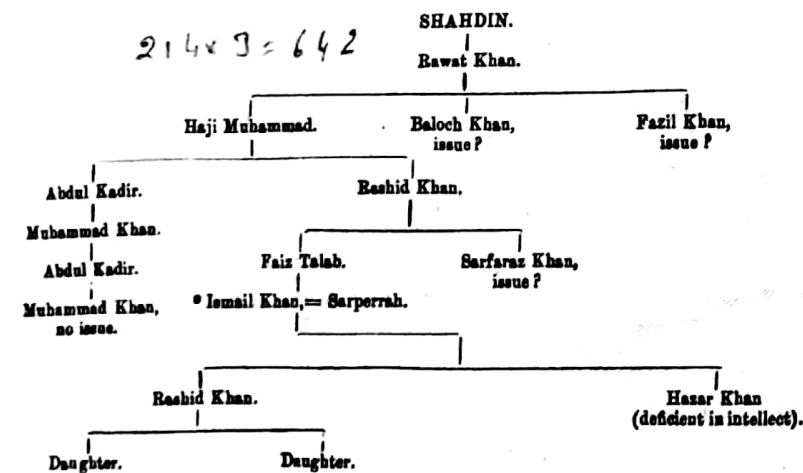 SHAHDIN.
214 x 3 = 642
Rawat Khan.
Haji Muhammad. Baloch Khan, Fazil Khan,
issue? issue?
Abdul Kadir. Rashid Khan.
Muhammad Khan.
Abdul Kadir. Faiz Talab. Sarfaraz Khan,
issue?
Muhammad Khan, • Ismail Khan,= Sarperrah.
no issue.
Rashid Khan. Hazar Khan
(deficient in intellect).
Daughter. Daughter.